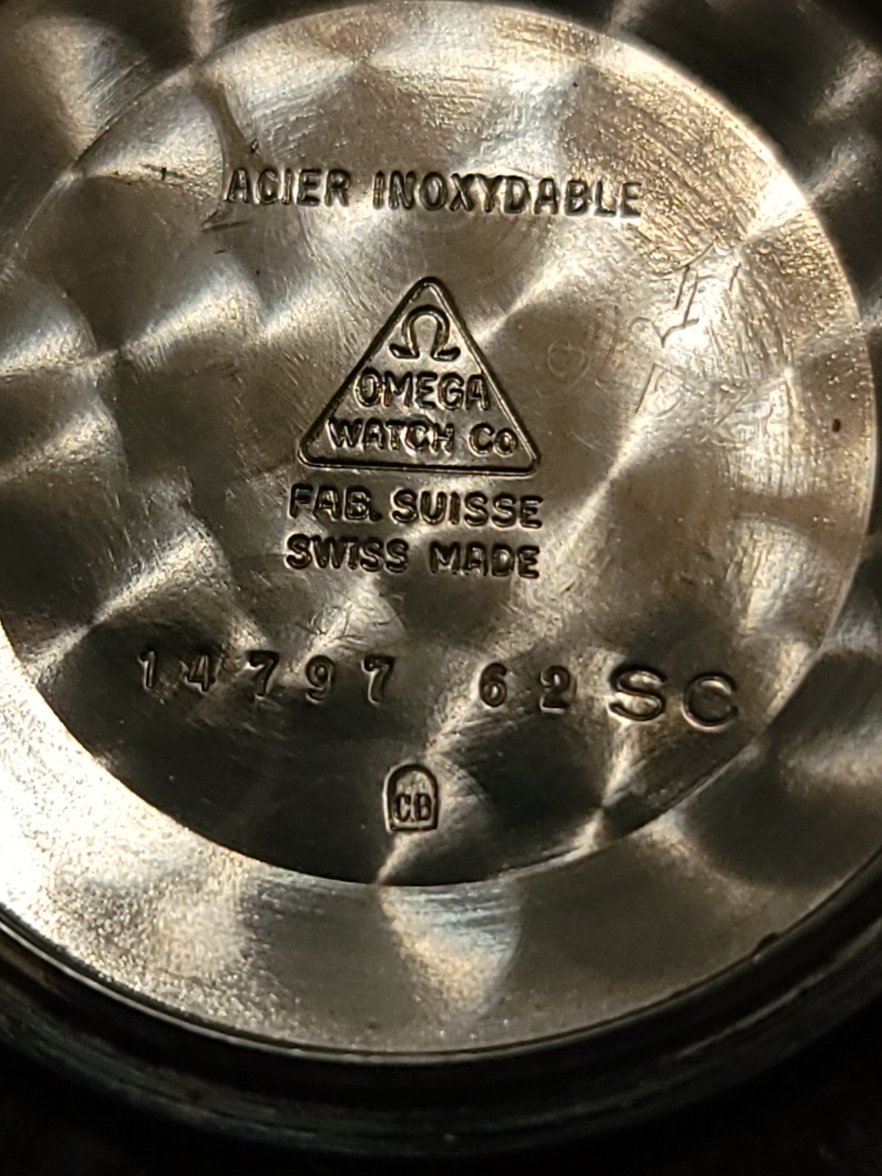 ACIER INOXYDABLE
Ω
OMEGA
WATCH CO
FAB. SUISSE
SWISS MADE
14797 62 SC
CB